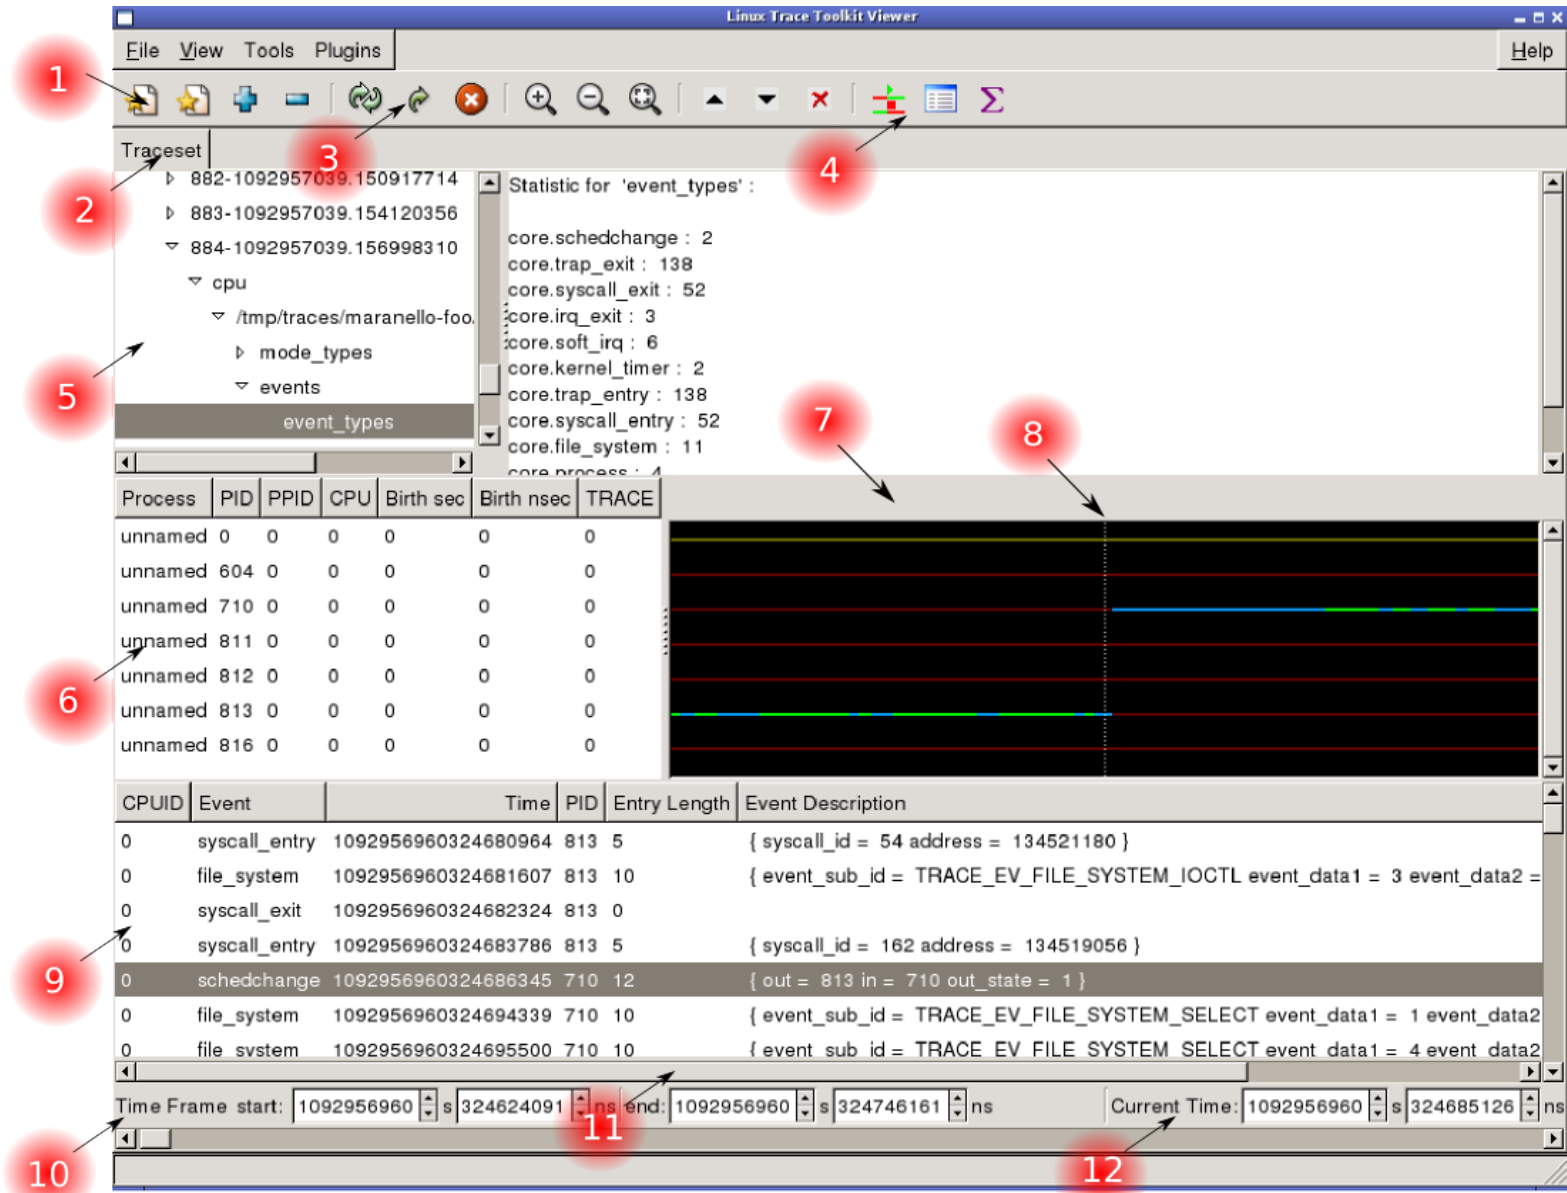 Linux Trace Toolkit Viewer
File View Tools Plugins Help
1
3
4
Traceset
2
882-1092957039.150917714
883-1092957039.154120356
884-1092957039.156998310
cpu
/tmp/traces/maranello-foo.
mode_types
events
event_types
5
Statistic for 'event_types' :
core.schedchange : 2
core.trap_exit : 138
core.syscall_exit : 52
core.irq_exit : 3
core.soft_irq : 6
core.kernel_timer : 2
core.trap_entry : 138
core.syscall_entry : 52
core.file_system : 11
core.process : 4
7
8
Process PID PPID CPU Birth sec Birth nsec TRACE
unnamed 0 0 0 0 0 0
unnamed 604 0 0 0 0 0
unnamed 710 0 0 0 0 0
unnamed 811 0 0 0 0 0
unnamed 812 0 0 0 0 0
unnamed 813 0 0 0 0 0
unnamed 816 0 0 0 0 0
6
CPUID Event Time PID Entry Length Event Description
0 syscall_entry 1092956960324680964 813 5 { syscall_id = 54 address = 134521180 }
0 file_system 1092956960324681607 813 10 { event_sub_id = TRACE_EV_FILE_SYSTEM_IOCTL event_data1 = 3 event_data2 =
0 syscall_exit 1092956960324682324 813 0
0 syscall_entry 1092956960324683786 813 5 { syscall_id = 162 address = 134519056 }
0 schedchange 1092956960324686345 710 12 { out = 813 in = 710 out_state = 1 }
0 file_system 1092956960324694339 710 10 { event_sub_id = TRACE_EV_FILE_SYSTEM_SELECT event_data1 = 1 event_data2
0 file_system 1092956960324695500 710 10 { event_sub_id = TRACE_EV_FILE_SYSTEM_SELECT event_data1 = 4 event_data2
9
Time Frame start: 1092956960 s 324624091 ns end: 1092956960 s 324746161 ns Current Time: 1092956960 s 324685126 ns
10
11
12